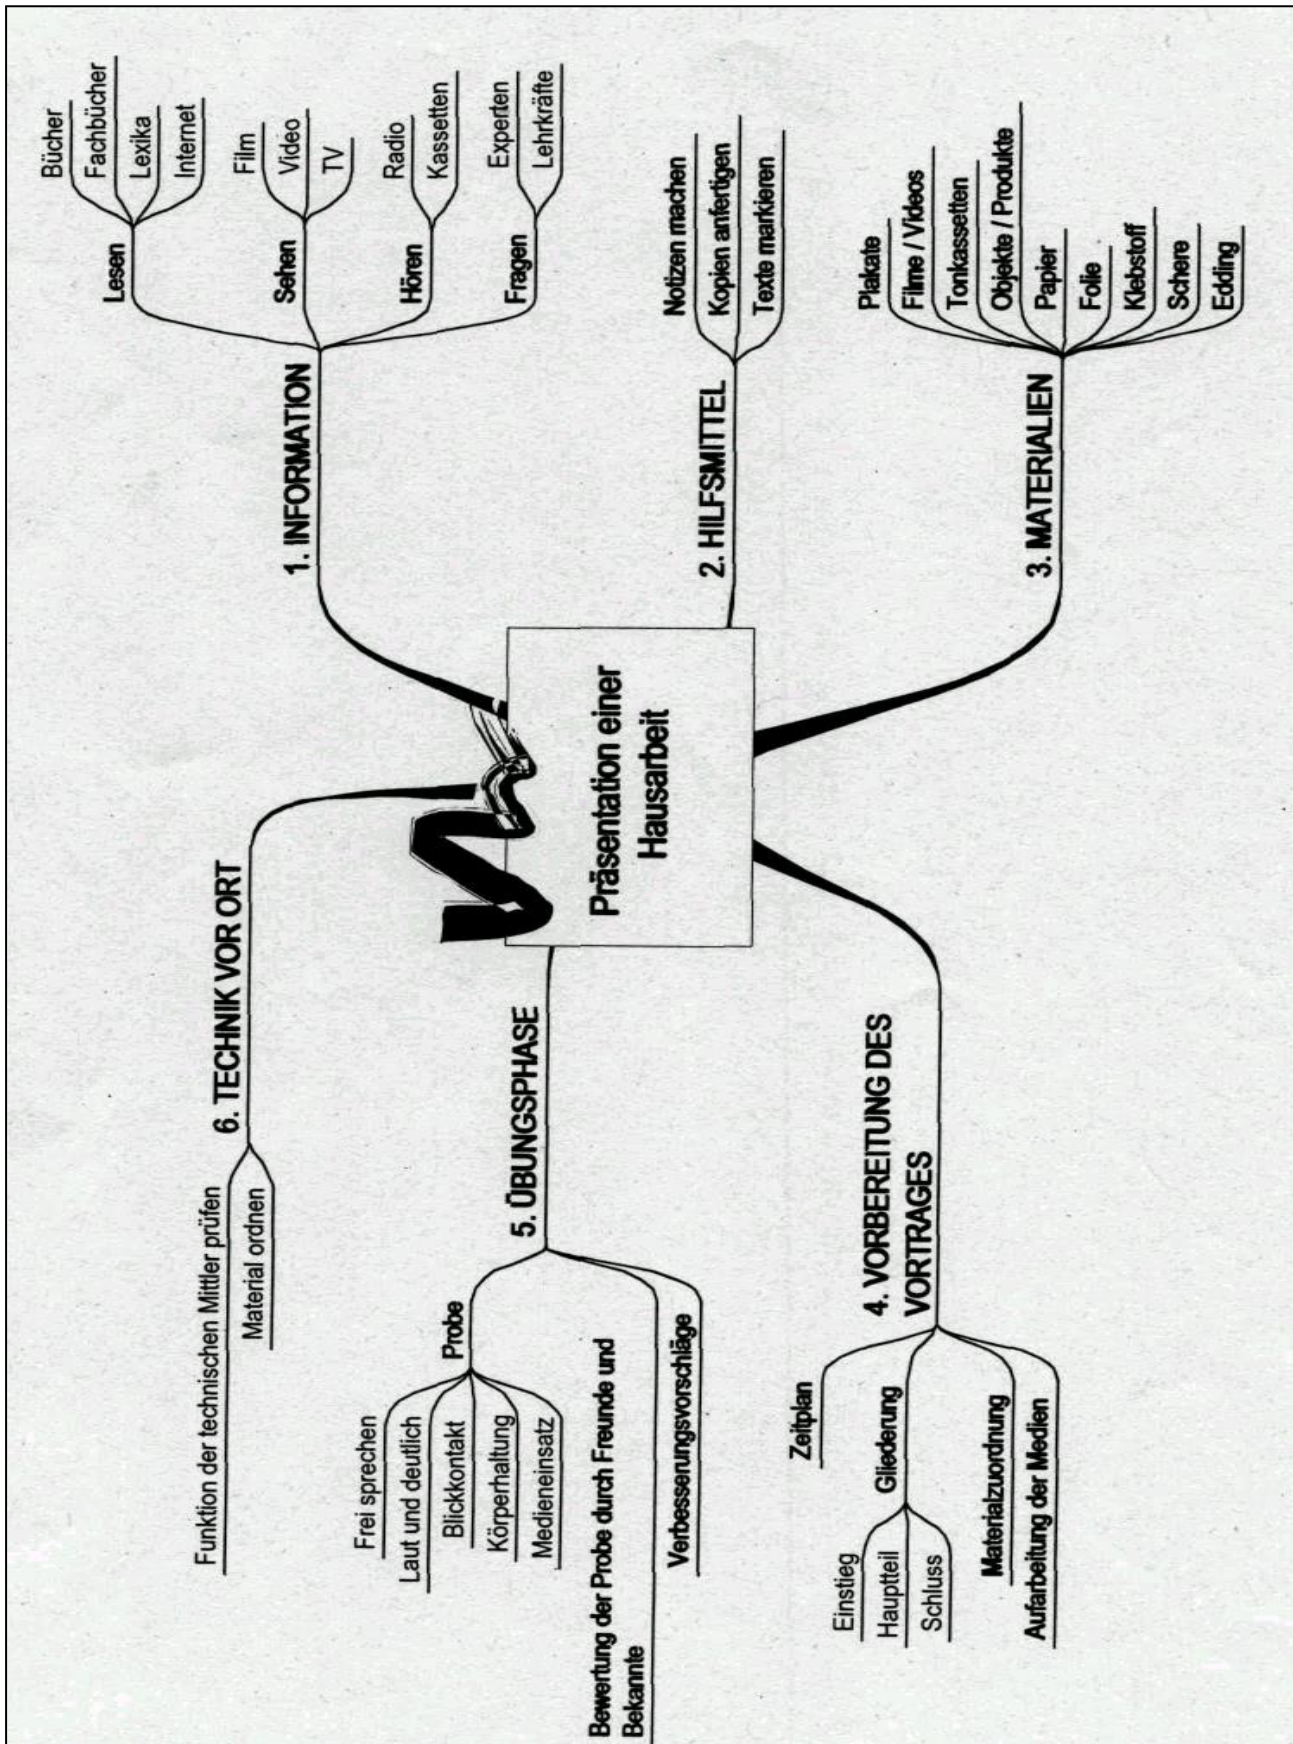 Präsentation einer
Hausarbeit
1. INFORMATION
Lesen
Bücher
Fachbücher
Lexika
Internet
Sehen
Film
Video
TV
Hören
Radio
Kassetten
Fragen
Experten
Lehrkräfte
2. HILFSMITTEL
Notizen machen
Kopien anfertigen
Texte markieren
3. MATERIALIEN
Plakate
Filme / Videos
Tonkassetten
Objekte / Produkte
Papier
Folie
Klebstoff
Schere
Edding
4. VORBEREITUNG DES
VORTRAGES
Zeitplan
Gliederung
Einstieg
Hauptteil
Schluss
Materialzuordnung
Aufarbeitung der Medien
5. ÜBUNGSPHASE
Probe
Frei sprechen
Laut und deutlich
Blickkontakt
Körperhaltung
Medieneinsatz
Bewertung der Probe durch Freunde und
Bekannte
Verbesserungsvorschläge
6. TECHNIK VOR ORT
Funktion der technischen Mittler prüfen
Material ordnen